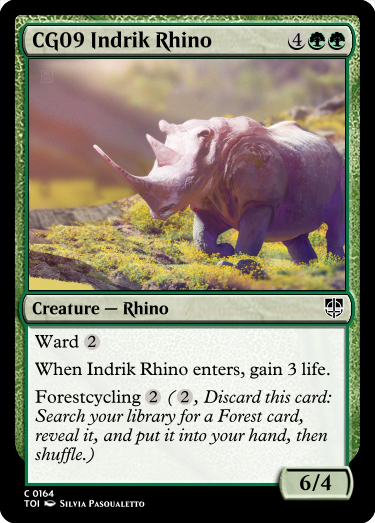 CG09 Indrik Rhino 4
Creature — Rhino
Ward 2
When Indrik Rhino enters, gain 3 life.
Forestcycling 2 (2, Discard this card:
Search your library for a Forest card,
reveal it, and put it into your hand, then
shuffle.)
6/4
C 0164
TOI Silvia Pasqualetto